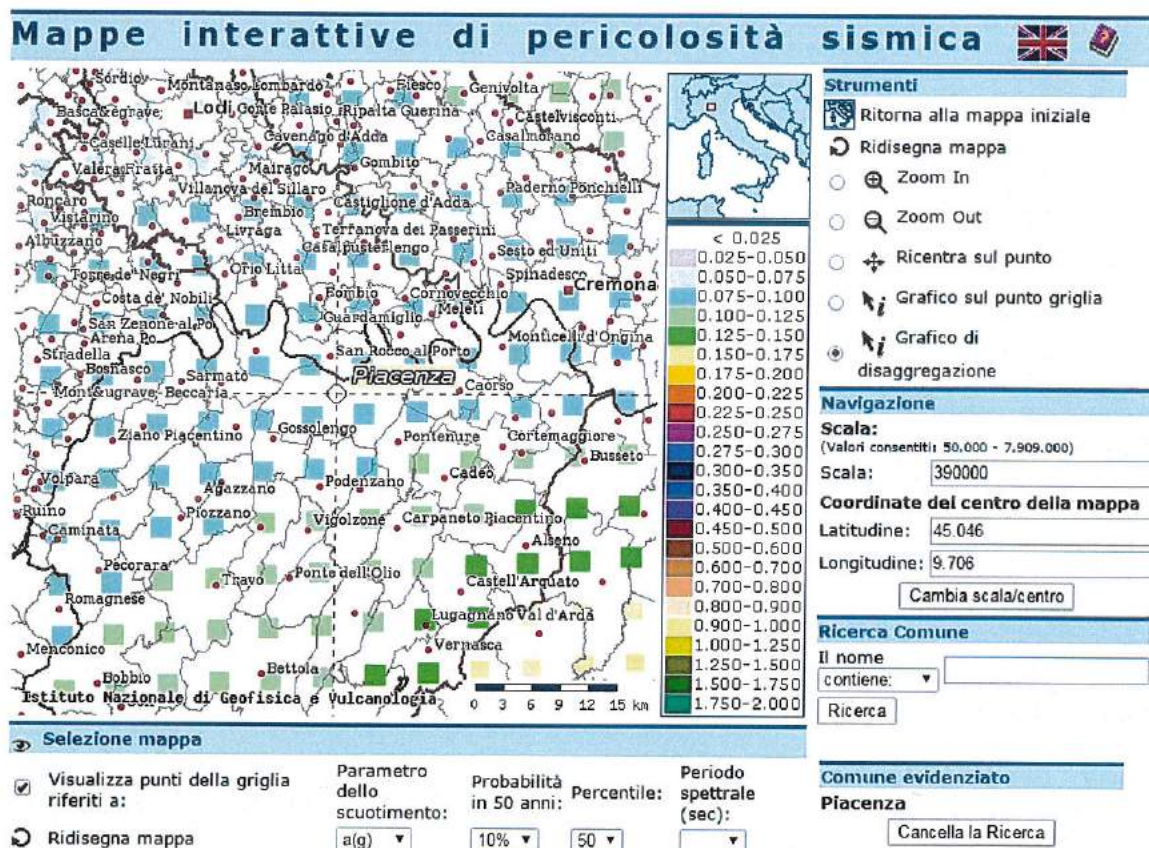 Mappe interattive di pericolosità sismica
Sordio
Montanaso Lombardo
Fiesco
Genivolta
Basca&egrave;
Lodi
Corte Palasio
Ripalta Guerina
Castelvisconti
Caselle Lurani
Cavenago d'Adda
Casalmorano
Valera Fratta
Mairago
Gombito
Villanova del Sillaro
Paderno Ponchielli
Roncaro
Vistarino
Brembio
Castiglione d'Adda
Albuzzano
Livraga
Terranova dei Passerini
Casalpusterlengo
Sesto ed Uniti
Torre de' Negri
Orio Litta
Spinadesco
Costa de' Nobili
Fombio
Cornovecchio
Cremona
San Zenone al Po
Guardamiglio
Meleti
Arena Po
Monticelli d'Ongina
Stradella
San Rocco al Porto
Bosnasco
Sarmato
Piacenza
Caorso
Mont&ugrave; Beccaria
Ziano Piacentino
Gossolengo
Pontenure
Cortemaggiore
Busseto
Volpara
Agazzano
Podenzano
Cadeo
Ruino
Piozzano
Vigolzone
Carpaneto Piacentino
Caminata
Alseno
Pecorara
Travo
Ponte dell'Olio
Castell'Arquato
Romagnese
Lugagnano Val d'Arda
Menconico
Vernasca
Bobbio
Bettola
Istituto Nazionale di Geofisica e Vulcanologia
0 3 6 9 12 15 km
< 0.025
0.025-0.050
0.050-0.075
0.075-0.100
0.100-0.125
0.125-0.150
0.150-0.175
0.175-0.200
0.200-0.225
0.225-0.250
0.250-0.275
0.275-0.300
0.300-0.350
0.350-0.400
0.400-0.450
0.450-0.500
0.500-0.600
0.600-0.700
0.700-0.800
0.800-0.900
0.900-1.000
1.000-1.250
1.250-1.500
1.500-1.750
1.750-2.000
Strumenti
Ritorna alla mappa iniziale
Ridisegna mappa
Zoom In
Zoom Out
Ricentra sul punto
Grafico sul punto griglia
Grafico di
disaggregazione
Navigazione
Scala:
(Valori consentiti: 50.000 - 7.909.000)
Scala: 390000
Coordinate del centro della mappa
Latitudine: 45.046
Longitudine: 9.706
Cambia scala/centro
Ricerca Comune
Il nome
contiene:
Ricerca
Selezione mappa
Visualizza punti della griglia
riferiti a:
Ridisegna mappa
Parametro
dello
scuotimento:
a(g)
Probabilità
in 50 anni:
10%
Percentile:
50
Periodo
spettrale
(sec):
Comune evidenziato
Piacenza
Cancella la Ricerca